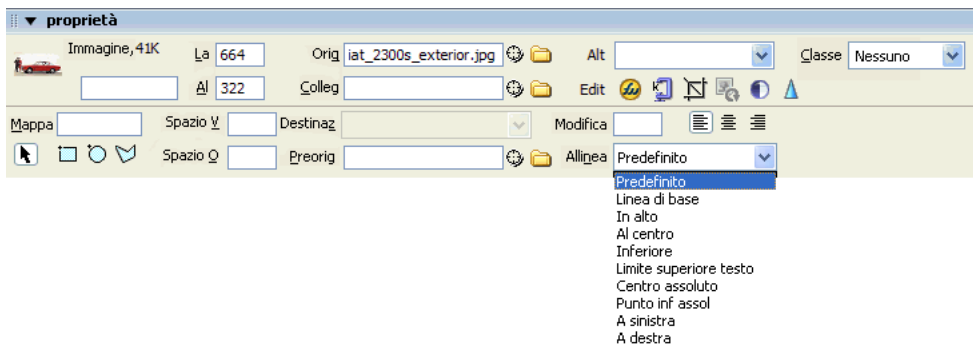 proprietà
Immagine, 41K La 664 Orig iat_2300s_exterior.jpg Alt Classe Nessuno
Al 322 Colleg Edit
Mappa Spazio V Destinaz Modifica
Spazio O Preorig Allinea Predefinito
Predefinito
Linea di base
In alto
Al centro
Inferiore
Limite superiore testo
Centro assoluto
Punto inf assol
A sinistra
A destra